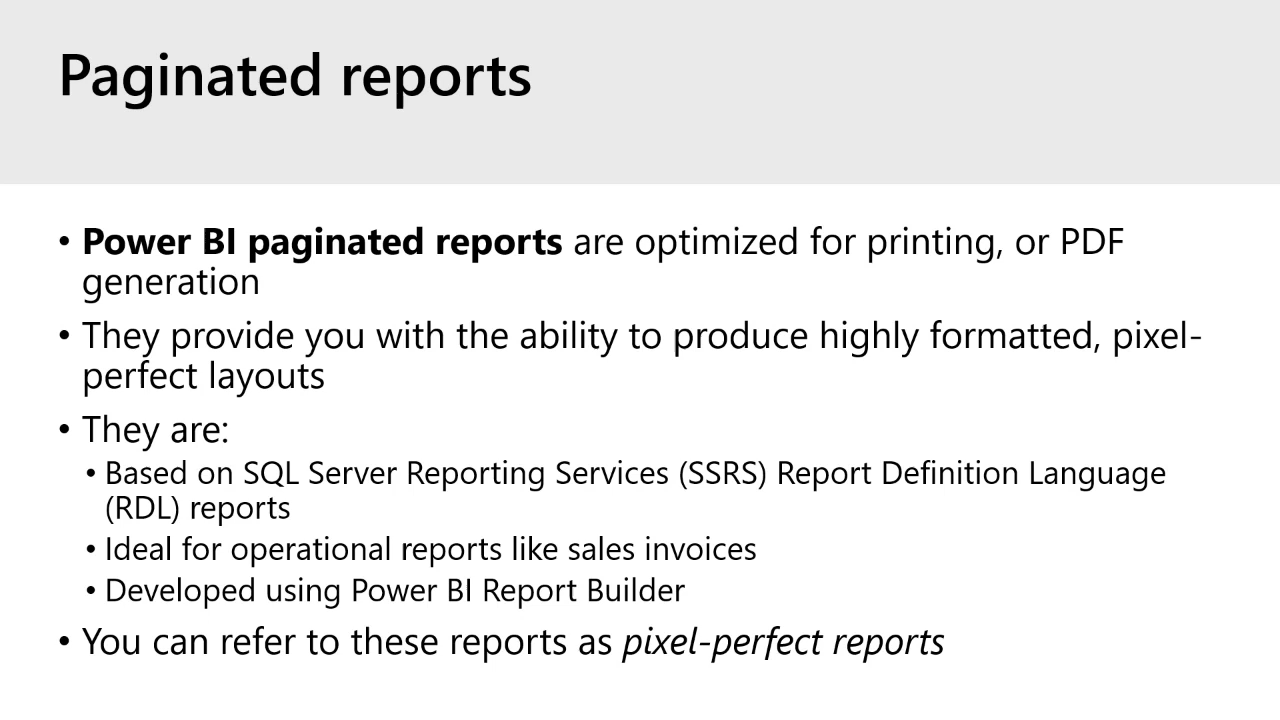 Paginated reports
• Power BI paginated reports are optimized for printing, or PDF
generation
• They provide you with the ability to produce highly formatted, pixel-
perfect layouts
• They are:
• Based on SQL Server Reporting Services (SSRS) Report Definition Language
(RDL) reports
• Ideal for operational reports like sales invoices
• Developed using Power BI Report Builder
• You can refer to these reports as pixel-perfect reports